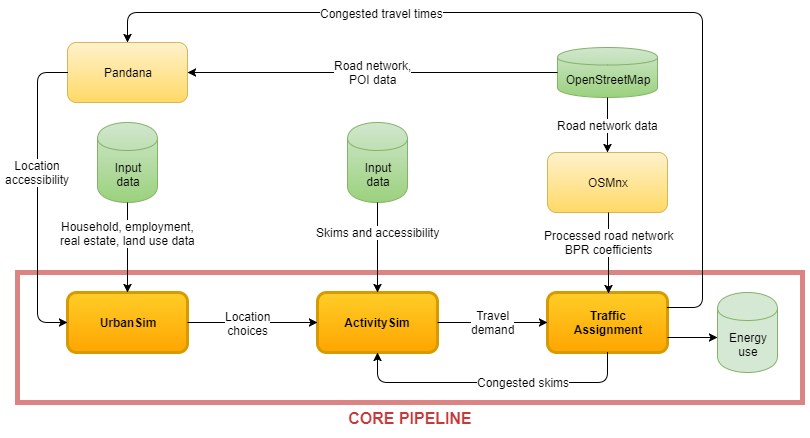 Congested travel times
Pandana
Road network,
POI data
OpenStreetMap
Road network data
Location
accessibility
Input
data
Input
data
OSMnx
Household, employment,
real estate, land use data
Skims and accessibility
Processed road network
BPR coefficients
UrbanSim
Location
choices
ActivitySim
Travel
demand
Traffic
Assignment
Energy
use
Congested skims
CORE PIPELINE